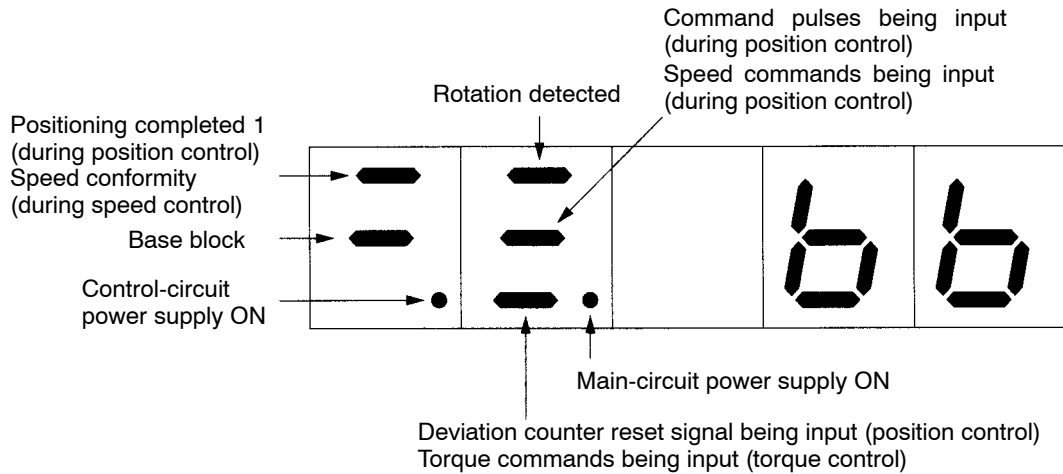 Command pulses being input
(during position control)
Speed commands being input
(during position control)
Rotation detected
Positioning completed 1
(during position control)
Speed conformity
(during speed control)
Base block
Control-circuit
power supply ON
bb
Main-circuit power supply ON
Deviation counter reset signal being input (position control)
Torque commands being input (torque control)